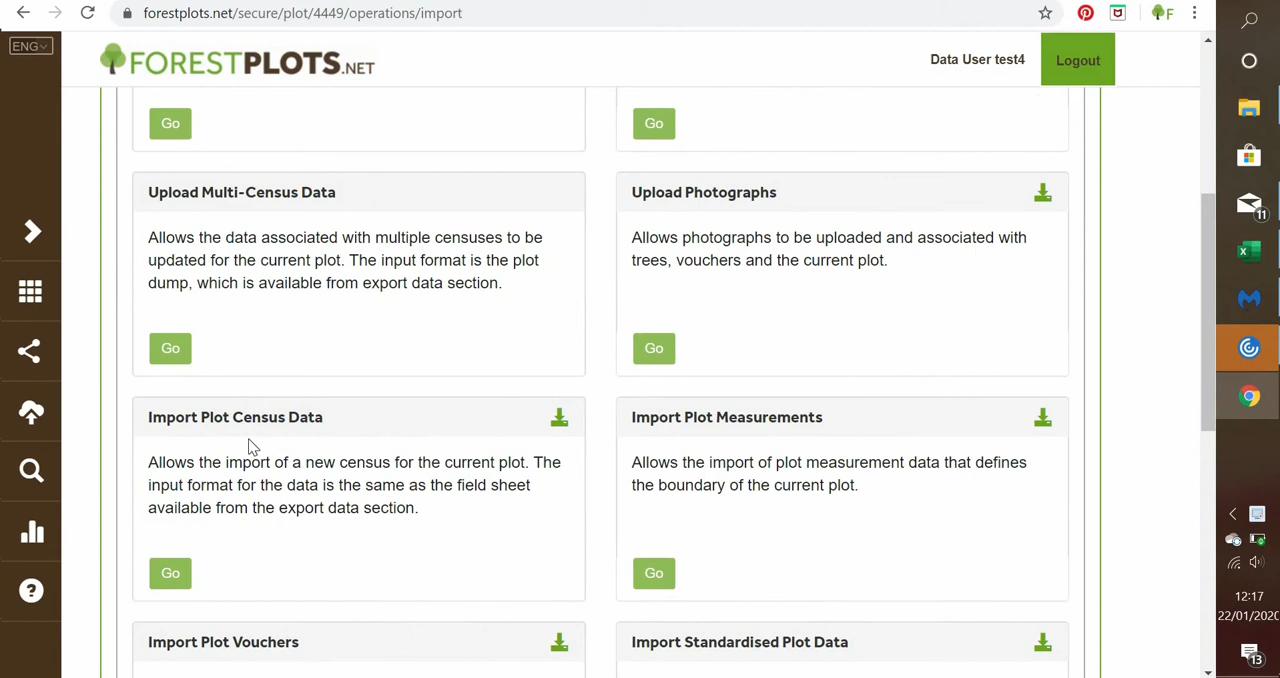 forestplots.net/secure/plot/4449/operations/import
F
ENG
FORESTPLOTS.NET
Data User test4
Logout
Go
Go
Upload Multi-Census Data
Allows the data associated with multiple censuses to be
updated for the current plot. The input format is the plot
dump, which is available from export data section.
Go
Upload Photographs
Allows photographs to be uploaded and associated with
trees, vouchers and the current plot.
Go
Import Plot Census Data
Allows the import of a new census for the current plot. The
input format for the data is the same as the field sheet
available from the export data section.
Go
Import Plot Measurements
Allows the import of plot measurement data that defines
the boundary of the current plot.
Go
Import Plot Vouchers
Import Standardised Plot Data
11
12:17
22/01/2020
13